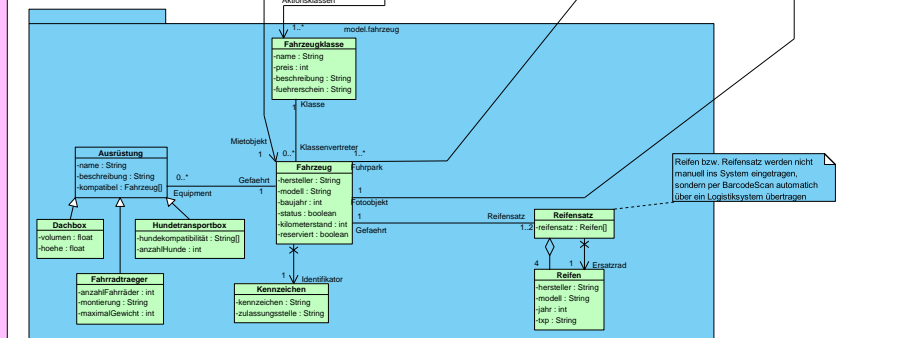 Aktionsklassen
1..*
model.fahrzeug
Fahrzeugklasse
-name : String
-preis : int
-beschreibung : String
-fuehrerschein : String
1
Klasse
Mietobjekt
1
Klassenvertreter
0..*
1..*
Fuhrpark
Ausrüstung
-name : String
-beschreibung : String
-kompatibel : Fahrzeug[]
0..*
Equipment
Gefaehrt
1
Fahrzeug
-hersteller : String
-modell : String
-baujahr : int
-status : boolean
-kilometerstand : int
-reserviert : boolean
1
Fotoobjekt
1
Gefaehrt
Reifensatz
1..2
Reifensatz
-reifensatz : Reifen[]
Reifen bzw. Reifensatz werden nicht
manuell ins System eingetragen,
sondern per BarcodeScan automatich
über ein Logistiksystem übertragen
Dachbox
-volumen : float
-hoehe : float
Hundetransportbox
-hundekompatibilität : String[]
-anzahlHunde : int
Fahrradtraeger
-anzahlFahrräder : int
-montierung : String
-maximalGewicht : int
1
Identifikator
Kennzeichen
-kennzeichen : String
-zulassungsstelle : String
4
1
Ersatzrad
Reifen
-hersteller : String
-modell : String
-jahr : int
-txp : String